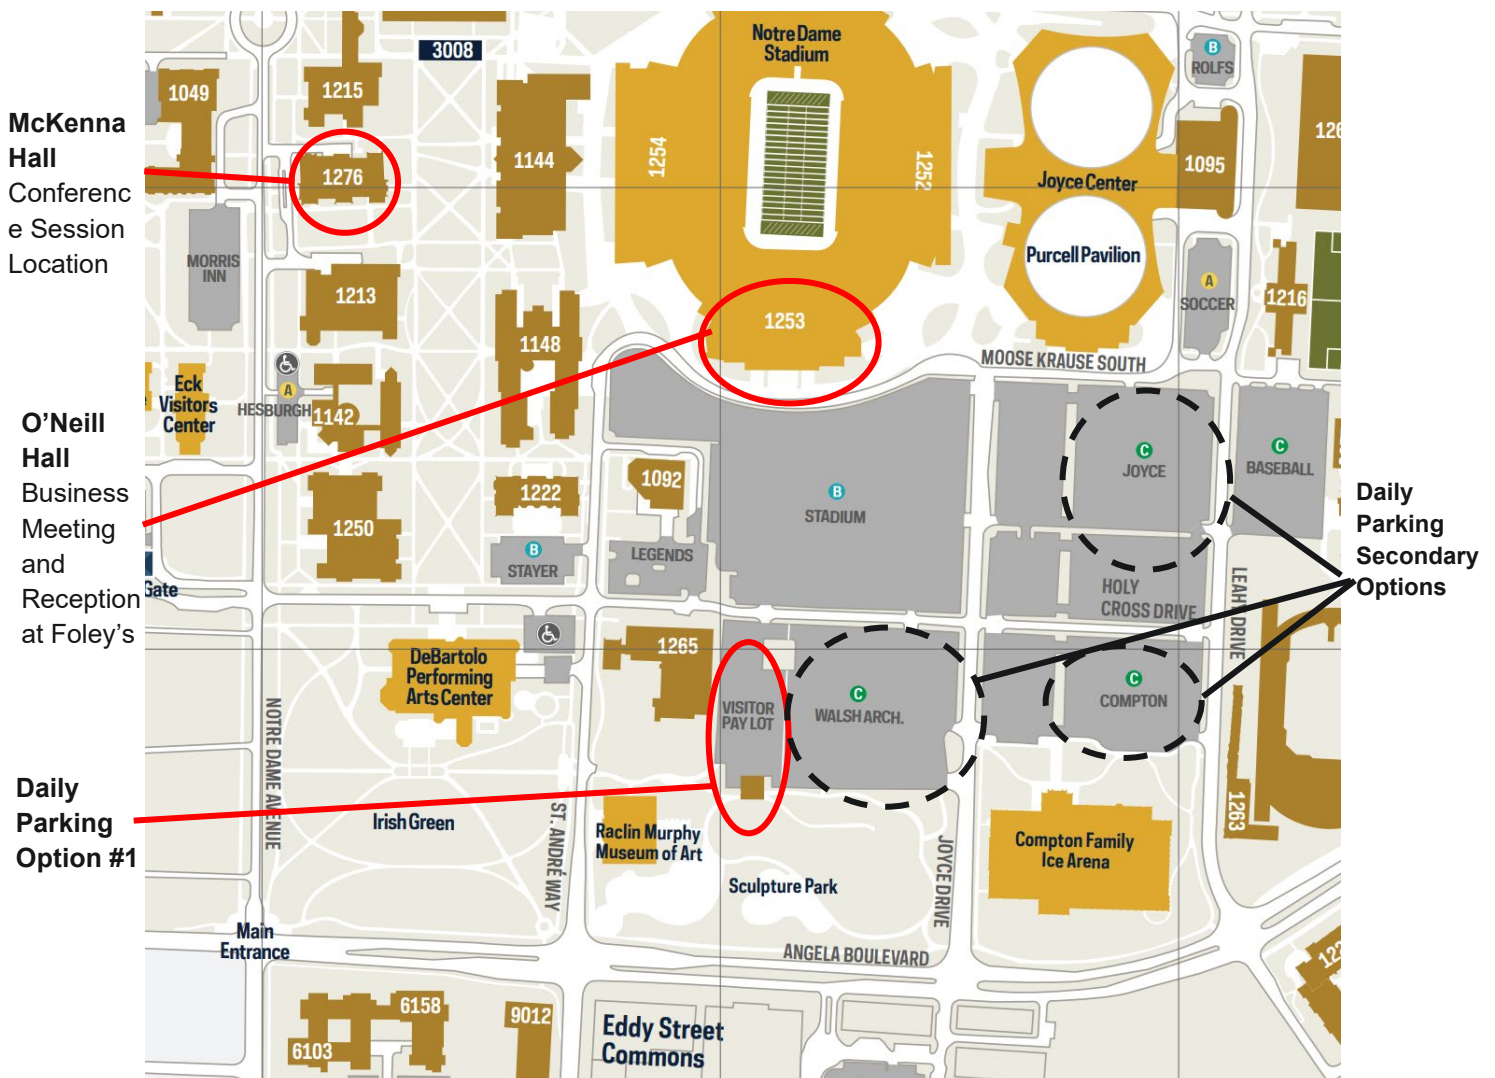 McKenna
Hall
Conferenc
e Session
Location
O'Neill
Hall
Business
Meeting
and
Reception
at Foley's
Daily
Parking
Option #1
Daily
Parking
Secondary
Options
3008
Notre Dame
Stadium
B
ROLFS
1049
1215
1254
1252
1144
1276
1095
Joyce Center
MORRIS
INN
Purcell Pavilion
A
SOCCER
1216
1213
1253
1148
MOOSE KRAUSE SOUTH
Eck
Visitors
Center
A
HESBURGH
1142
C
JOYCE
C
BASEBALL
1092
1222
B
STADIUM
1250
B
STAYER
LEGENDS
Gate
HOLY
CROSS DRIVE
LEAHY DRIVE
DeBartolo
Performing
Arts Center
1265
VISITOR
PAY LOT
C
WALSH ARCH.
C
COMPTON
NOTRE DAME AVENUE
Irish Green
ST. ANDRÉ WAY
Raclin Murphy
Museum of Art
Sculpture Park
JOYCE DRIVE
Compton Family
Ice Arena
1263
Main
Entrance
ANGELA BOULEVARD
6158
6103
9012
Eddy Street
Commons